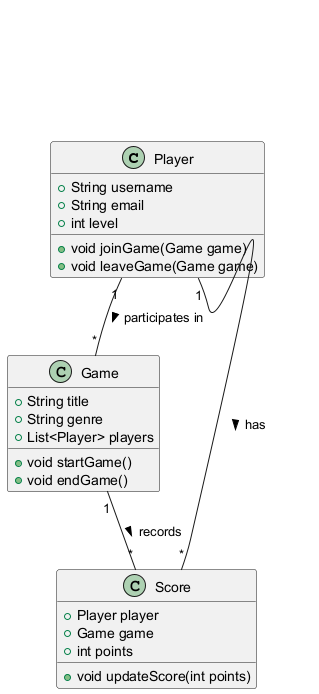 C Player
String username
String email
int level
void joinGame(Game game)
void leaveGame(Game game)
1
1
participates in
*
C Game
String title
String genre
List<Player> players
void startGame()
void endGame()
has
1
records
*
*
C Score
Player player
Game game
int points
void updateScore(int points)